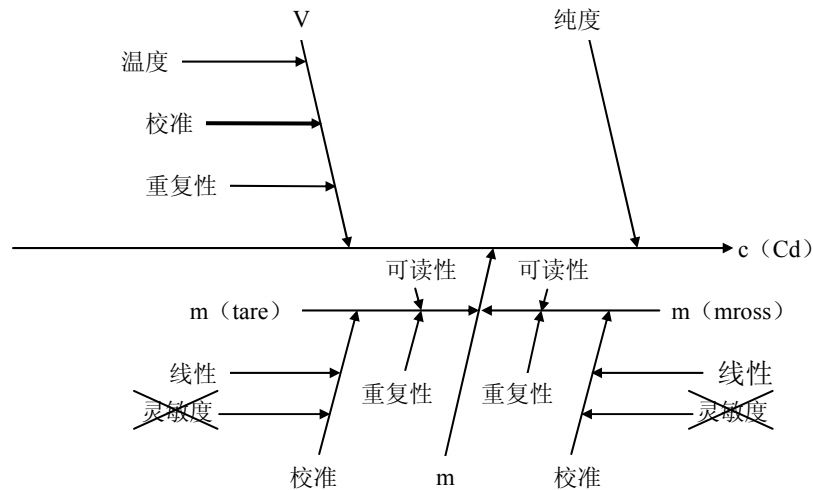 V
纯度
温度
校准
重复性
c（Cd）
可读性
可读性
m（tare）
m（mross）
线性
线性
重复性
重复性
灵敏度
灵敏度
校准
m
校准